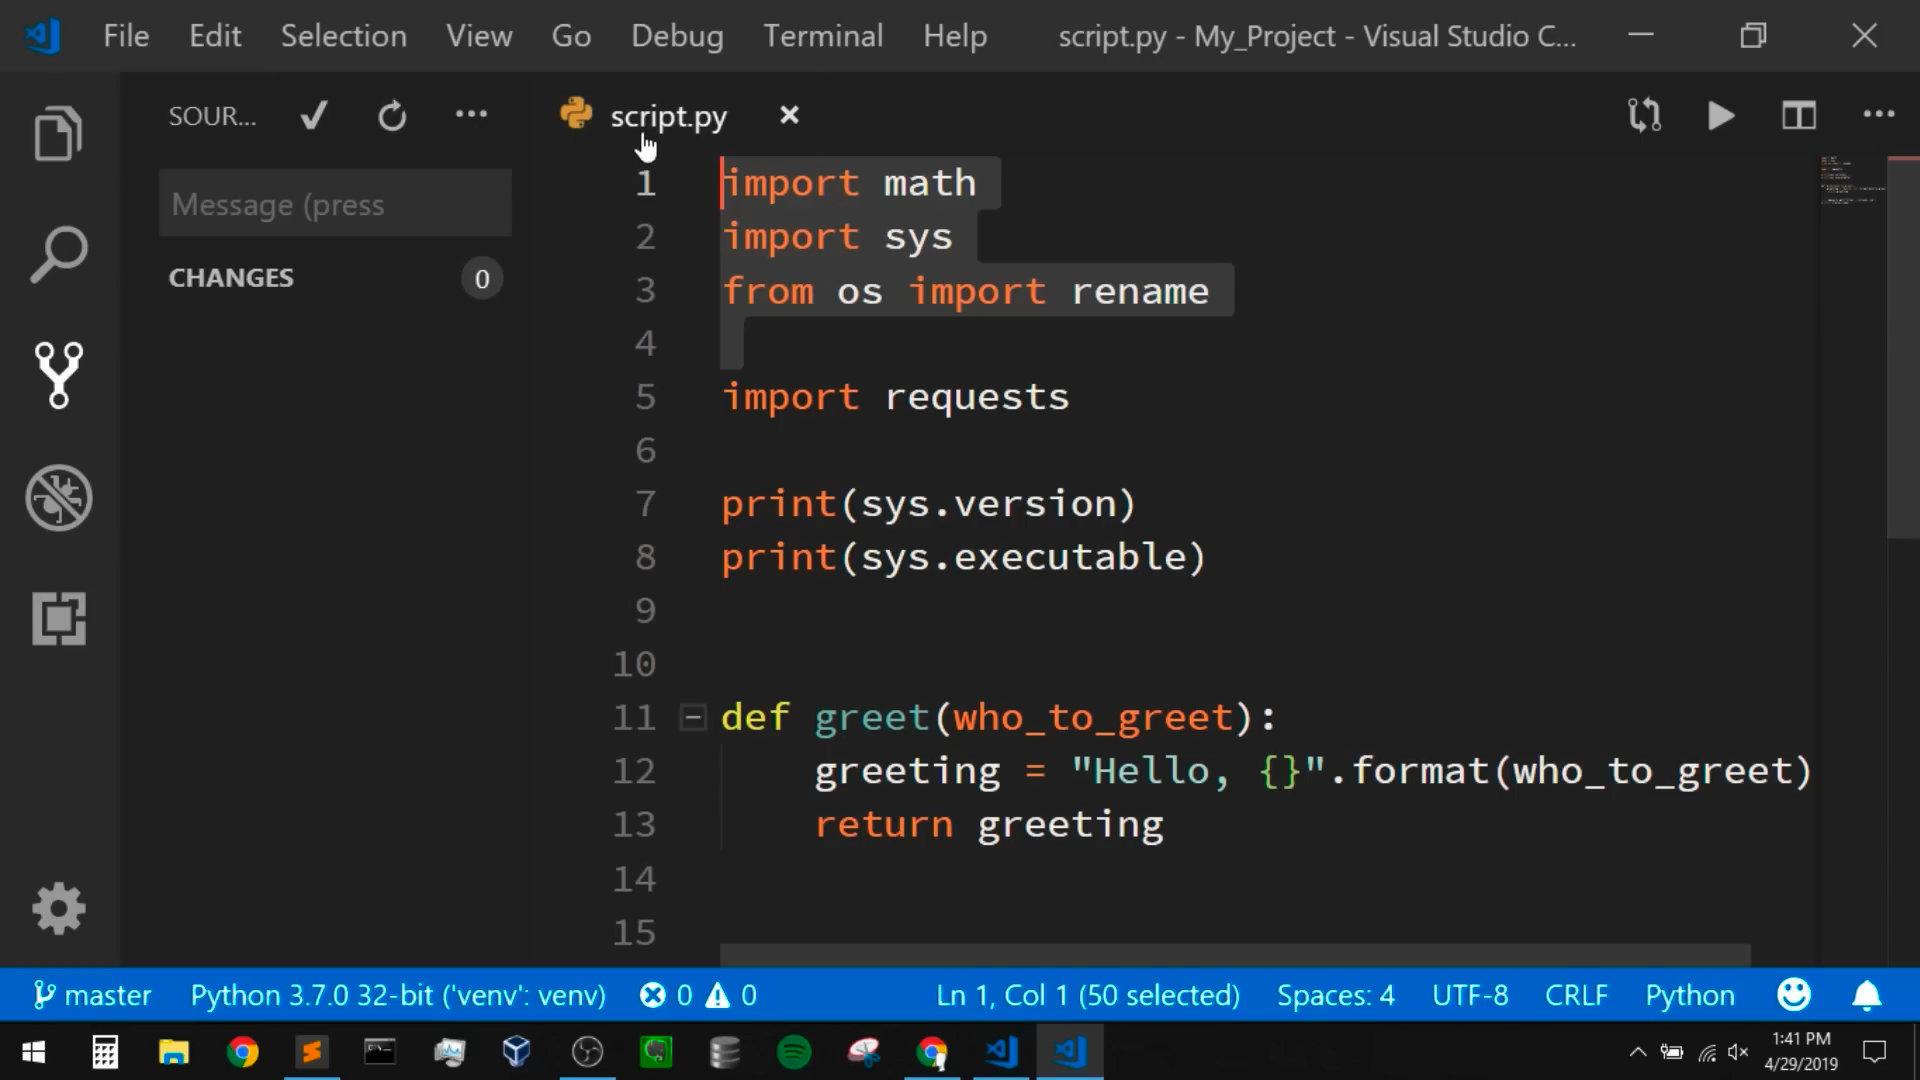 File Edit Selection View Go Debug Terminal Help script.py - My_Project - Visual Studio C...
SOUR...
script.py
Message (press
CHANGES 0
1 import math
2 import sys
3 from os import rename
4
5 import requests
6
7 print(sys.version)
8 print(sys.executable)
9
10
11 def greet(who_to_greet):
12 greeting = "Hello, {}".format(who_to_greet)
13 return greeting
14
15
master Python 3.7.0 32-bit ('venv': venv) 0 0 Ln 1, Col 1 (50 selected) Spaces: 4 UTF-8 CRLF Python
1:41 PM
4/29/2019